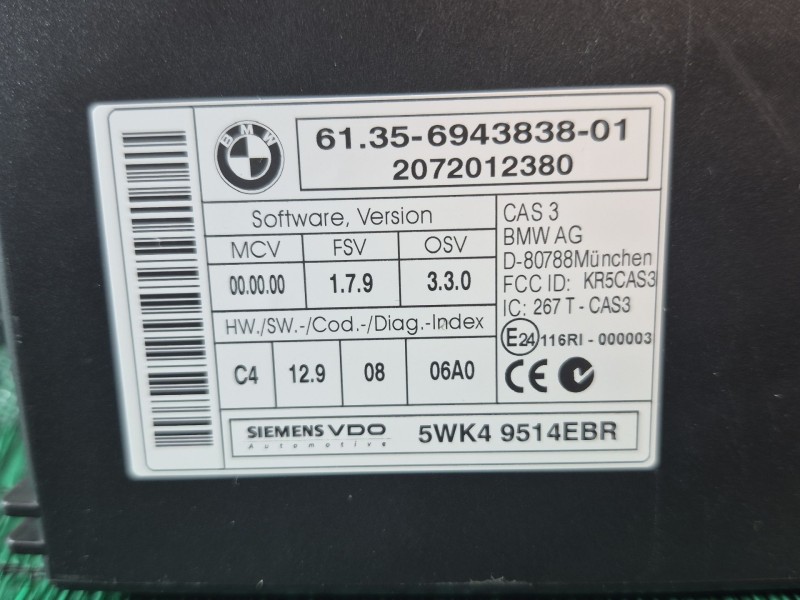 BMW
61.35-6943838-01
2072012380
Software, Version
MCV FSV OSV
00.00.00 1.7.9 3.3.0
HW./SW.-/Cod.-/Diag.-Index
C4 12.9 08 06A0
CAS 3
BMW AG
D-80788München
FCC ID: KR5CAS3
IC: 267 T - CAS3
E24 116RI - 000003
CE
SIEMENS VDO
Automotive
5WK4 9514EBR